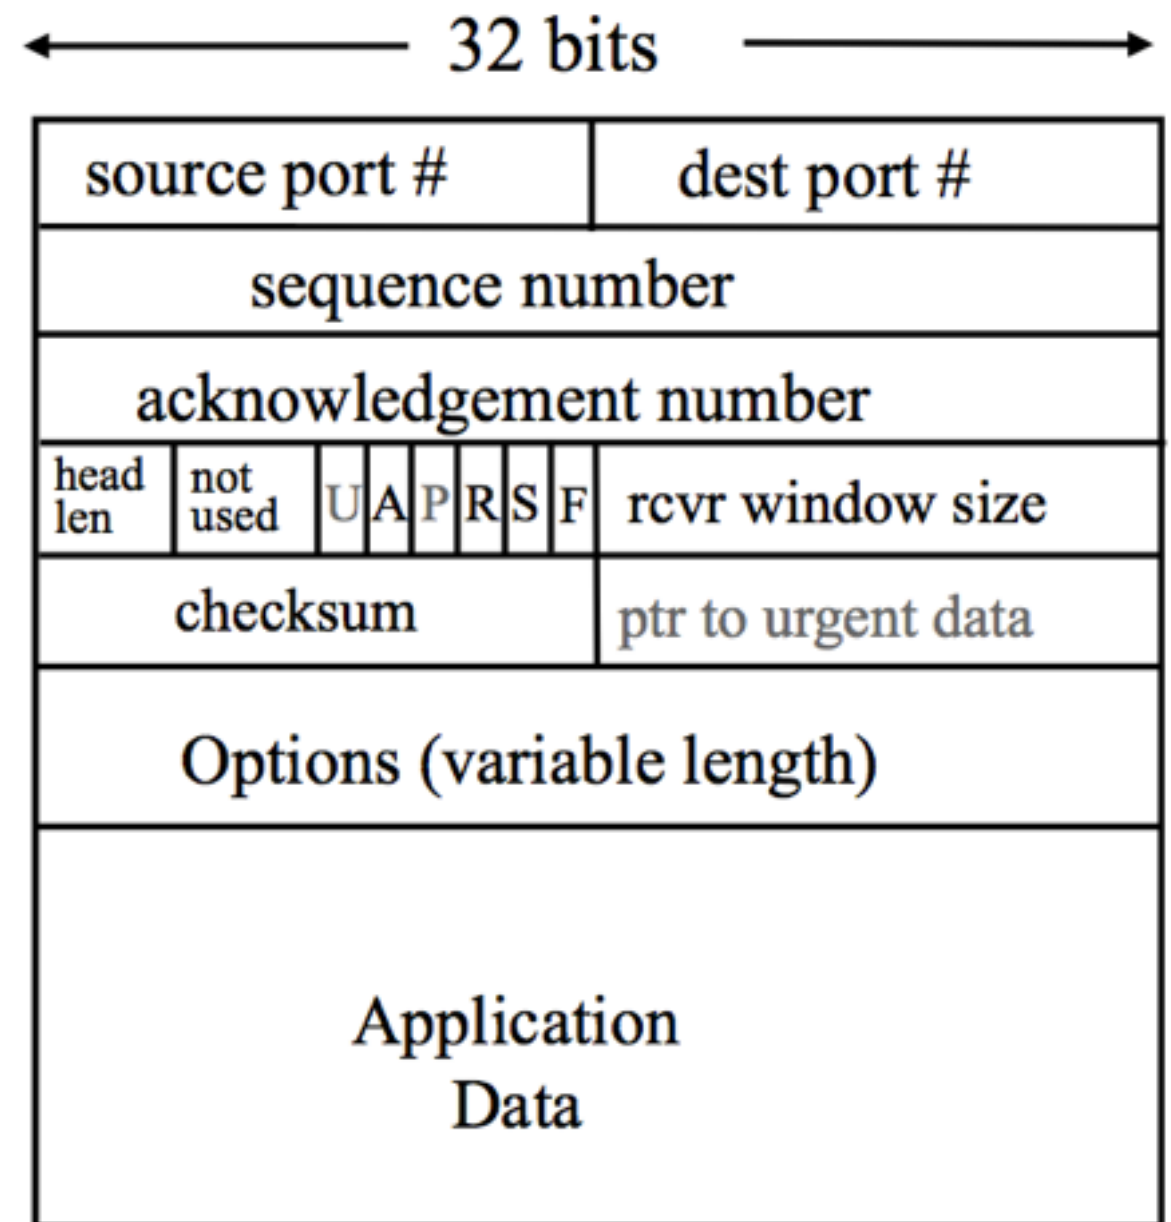 32 bits
source port # dest port #
sequence number
acknowledgement number
head len not used U A P R S F rcvr window size
checksum ptr to urgent data
Options (variable length)
Application
Data